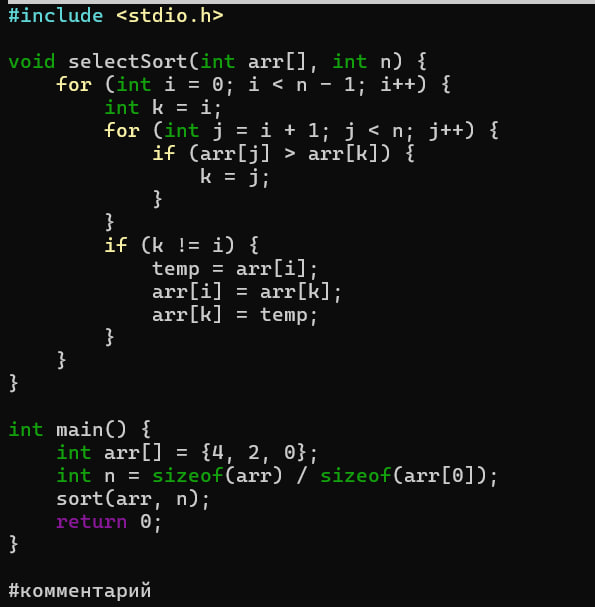 #include <stdio.h>
void selectSort(int arr[], int n) {
    for (int i = 0; i < n - 1; i++) {
        int k = i;
        for (int j = i + 1; j < n; j++) {
            if (arr[j] > arr[k]) {
                k = j;
            }
        }
        if (k != i) {
            temp = arr[i];
            arr[i] = arr[k];
            arr[k] = temp;
        }
    }
}
int main() {
    int arr[] = {4, 2, 0};
    int n = sizeof(arr) / sizeof(arr[0]);
    sort(arr, n);
    return 0;
}
#комментарий